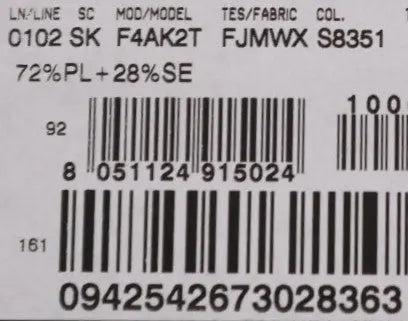 LN/LINE SC MOD/MODEL TES/FABRIC COL.
0102 SK F4AK2T FJMWX S8351
72%PL+28%SE
100
92
8 051124 915024
161
0942542673028363